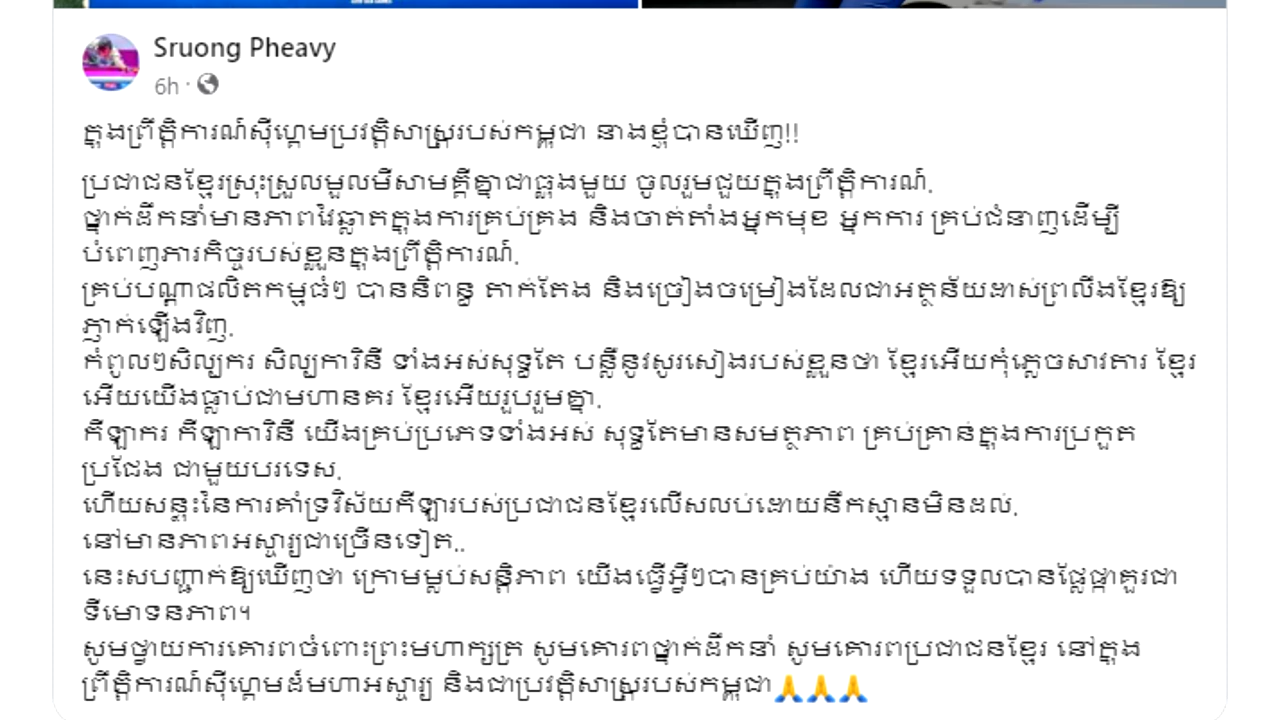 Sruong Pheavy
6h ·
ក្នុងព្រឹត្តិការណ៍ស៊ីហ្គេមប្រវត្តិសាស្ត្ររបស់កម្ពុជា នាងខ្ញុំបានឃើញ!!
ប្រជាជនខ្មែរស្រុះស្រួលមូលមីសាមគ្គីគ្នាជាធ្លុងមួយ ចូលរួមជួយក្នុងព្រឹត្តិការណ៍.
ថ្នាក់ដឹកនាំមានភាពវៃឆ្លាតក្នុងការគ្រប់គ្រង និងចាត់តាំងអ្នកមុខ អ្នកការ គ្រប់ជំនាញដើម្បី
បំពេញភារកិច្ចរបស់ខ្លួនក្នុងព្រឹត្តិការណ៍.
គ្រប់បណ្តាផលិតកម្មធំៗ បាននិពន្ធ តាក់តែង និងច្រៀងចម្រៀងដែលជាអត្ថន័យដាស់ព្រលឹងខ្មែរឱ្យ
ភ្ញាក់ឡើងវិញ.
កំពូលៗសិល្បករ សិល្បការិនី ទាំងអស់សុទ្ធតែ បន្លឺនូវសូរសៀងរបស់ខ្លួនថា ខ្មែរអើយកុំភ្លេចសាវតារ ខ្មែរ
អើយយើងធ្លាប់ជាមហានគរ ខ្មែរអើយរួបរួមគ្នា.
កីឡាករ កីឡាការិនី យើងគ្រប់ប្រភេទទាំងអស់ សុទ្ធតែមានសមត្ថភាព គ្រប់គ្រាន់ក្នុងការប្រកួត
ប្រជែង ជាមួយបរទេស.
ហើយសន្ទុះនៃការគាំទ្រវិស័យកីឡារបស់ប្រជាជនខ្មែរលើសលប់ដោយនឹកស្មានមិនដល់.
នៅមានភាពអស្ចារ្យជាច្រើនទៀត..
នេះសបញ្ជាក់ឱ្យឃើញថា ក្រោមម្លប់សន្តិភាព យើងធ្វើអ្វីៗបានគ្រប់យ៉ាង ហើយទទួលបានផ្លែផ្កាគួរជា
ទីមោទនភាព។
សូមថ្វាយការគោរពចំពោះព្រះមហាក្សត្រ សូមគោរពថ្នាក់ដឹកនាំ សូមគោរពប្រជាជនខ្មែរ នៅក្នុង
ព្រឹត្តិការណ៍ស៊ីហ្គេមដ៏មហាអស្ចារ្យ និងជាប្រវត្តិសាស្ត្ររបស់កម្ពុជា🙏🙏🙏